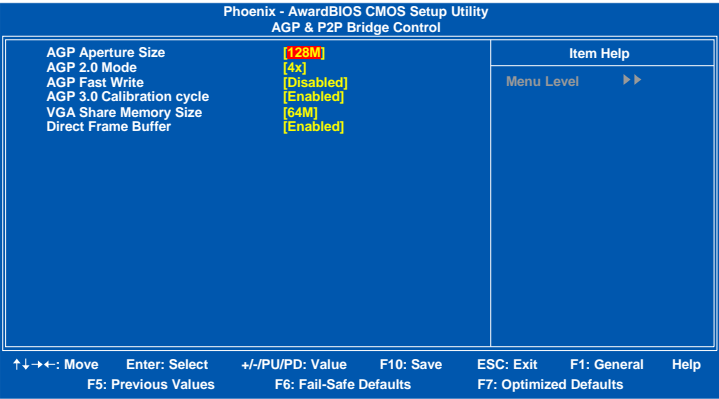 Phoenix - AwardBIOS CMOS Setup Utility
AGP & P2P Bridge Control
AGP Aperture Size [128M]
AGP 2.0 Mode [4x]
AGP Fast Write [Disabled]
AGP 3.0 Calibration cycle [Enabled]
VGA Share Memory Size [64M]
Direct Frame Buffer [Enabled]
Item Help
Menu Level ▶▶
↑↓→←: Move Enter: Select +/-/PU/PD: Value F10: Save ESC: Exit F1: General Help
F5: Previous Values F6: Fail-Safe Defaults F7: Optimized Defaults